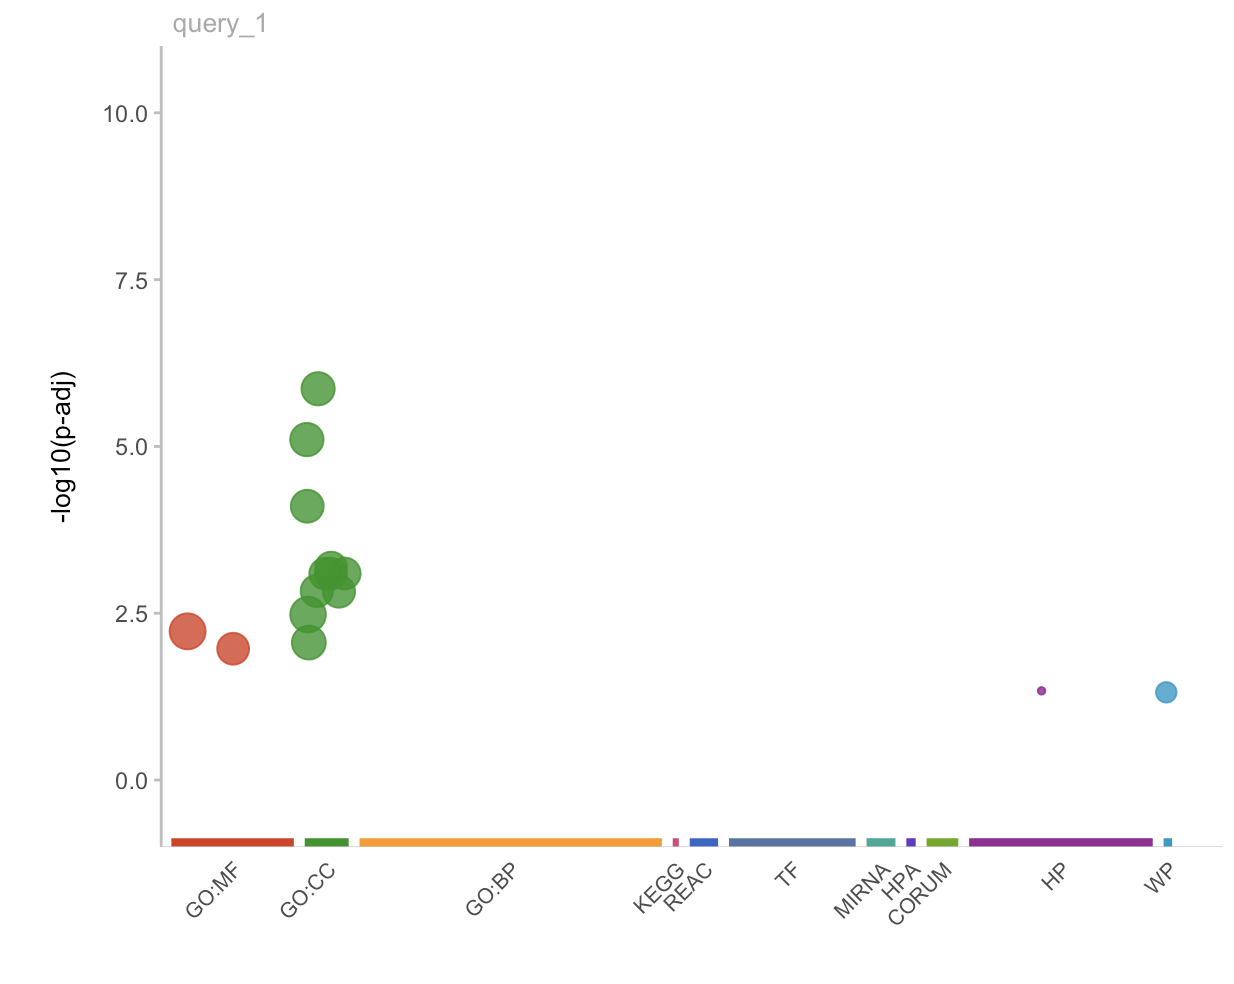 query_1
10.0
7.5
5.0
2.5
0.0
-log10(p-adj)
GO:MF
GO:CC
GO:BP
KEGG
REAC
TF
MIRNA
HPA
CORUM
HP
WP